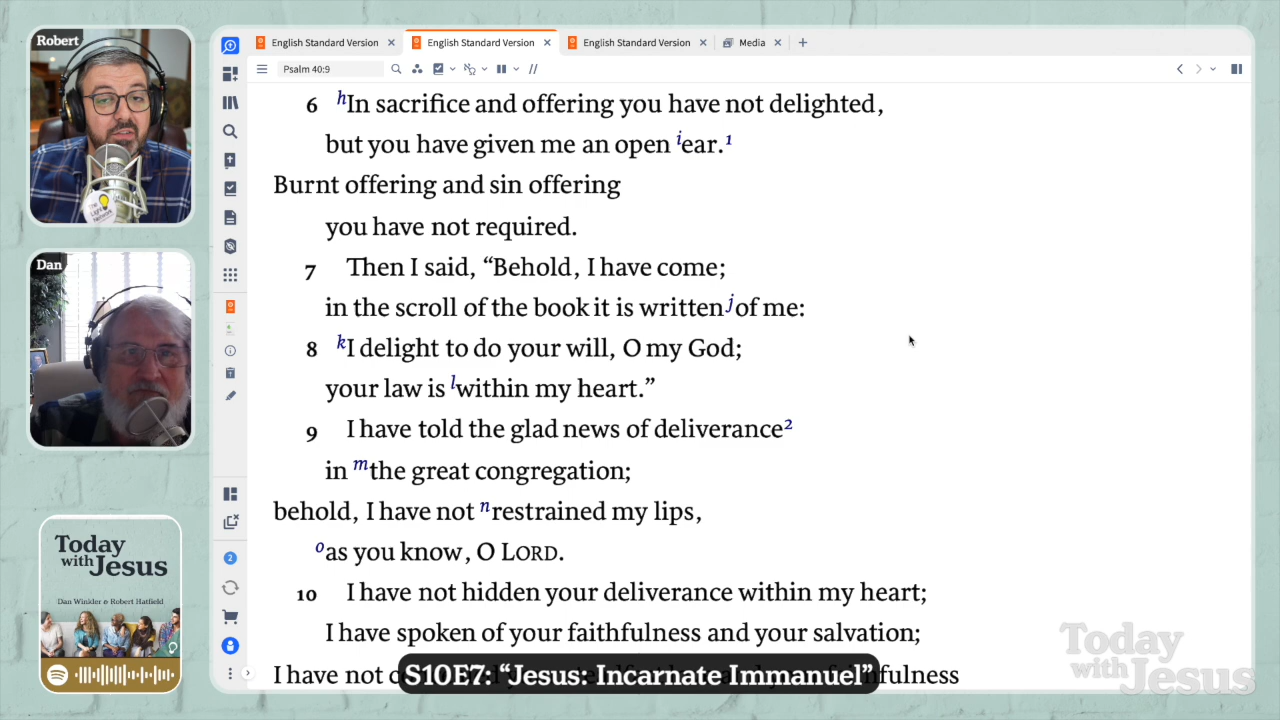 Robert
Dan
Today
with Jesus
Dan Winkler & Robert Hatfield
English Standard Version
English Standard Version
English Standard Version
Media
Psalm 40:9
6 hIn sacrifice and offering you have not delighted,
but you have given me an open iear.1
Burnt offering and sin offering
you have not required.
7 Then I said, “Behold, I have come;
in the scroll of the book it is written jof me:
8 kI delight to do your will, O my God;
your law is lwithin my heart.”
9 I have told the glad news of deliverance2
in mthe great congregation;
behold, I have not nrestrained my lips,
oas you know, O LORD.
10 I have not hidden your deliverance within my heart;
I have spoken of your faithfulness and your salvation;
I have not
S10E7: “Jesus: Incarnate Immanuel”
2
Today
with Jesus